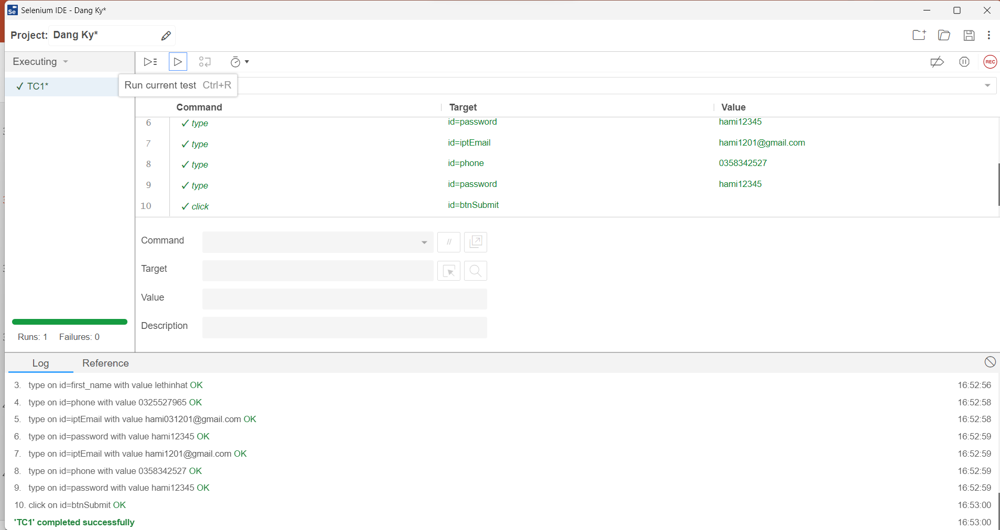 Selenium IDE - Dang Ky*
Project: Dang Ky*
Executing
REC
✓ TC1*
Run current test Ctrl+R
Command Target Value
6 ✓ type id=password hami12345
7 ✓ type id=iptEmail hami1201@gmail.com
8 ✓ type id=phone 0358342527
9 ✓ type id=password hami12345
10 ✓ click id=btnSubmit
Command //
Target
Value
Description
Runs: 1 Failures: 0
Log Reference
3. type on id=first_name with value lethinhat OK 16:52:56
4. type on id=phone with value 0325527965 OK 16:52:58
5. type on id=iptEmail with value hami031201@gmail.com OK 16:52:58
6. type on id=password with value hami12345 OK 16:52:59
7. type on id=iptEmail with value hami1201@gmail.com OK 16:52:59
8. type on id=phone with value 0358342527 OK 16:52:59
9. type on id=password with value hami12345 OK 16:52:59
10. click on id=btnSubmit OK 16:53:00
'TC1' completed successfully 16:53:00